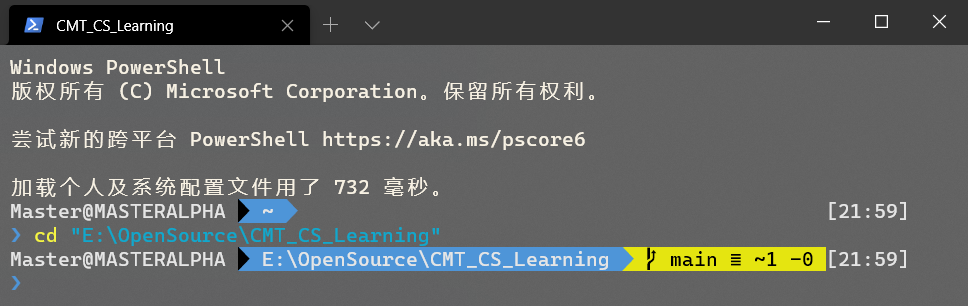 CMT_CS_Learning
Windows PowerShell
版权所有 (C) Microsoft Corporation。保留所有权利。
尝试新的跨平台 PowerShell https://aka.ms/pscore6
加载个人及系统配置文件用了 732 毫秒。
Master@MASTERALPHA ~ [21:59]
❯ cd "E:\OpenSource\CMT_CS_Learning"
Master@MASTERALPHA E:\OpenSource\CMT_CS_Learning main ≡ ~1 -0 [21:59]
❯